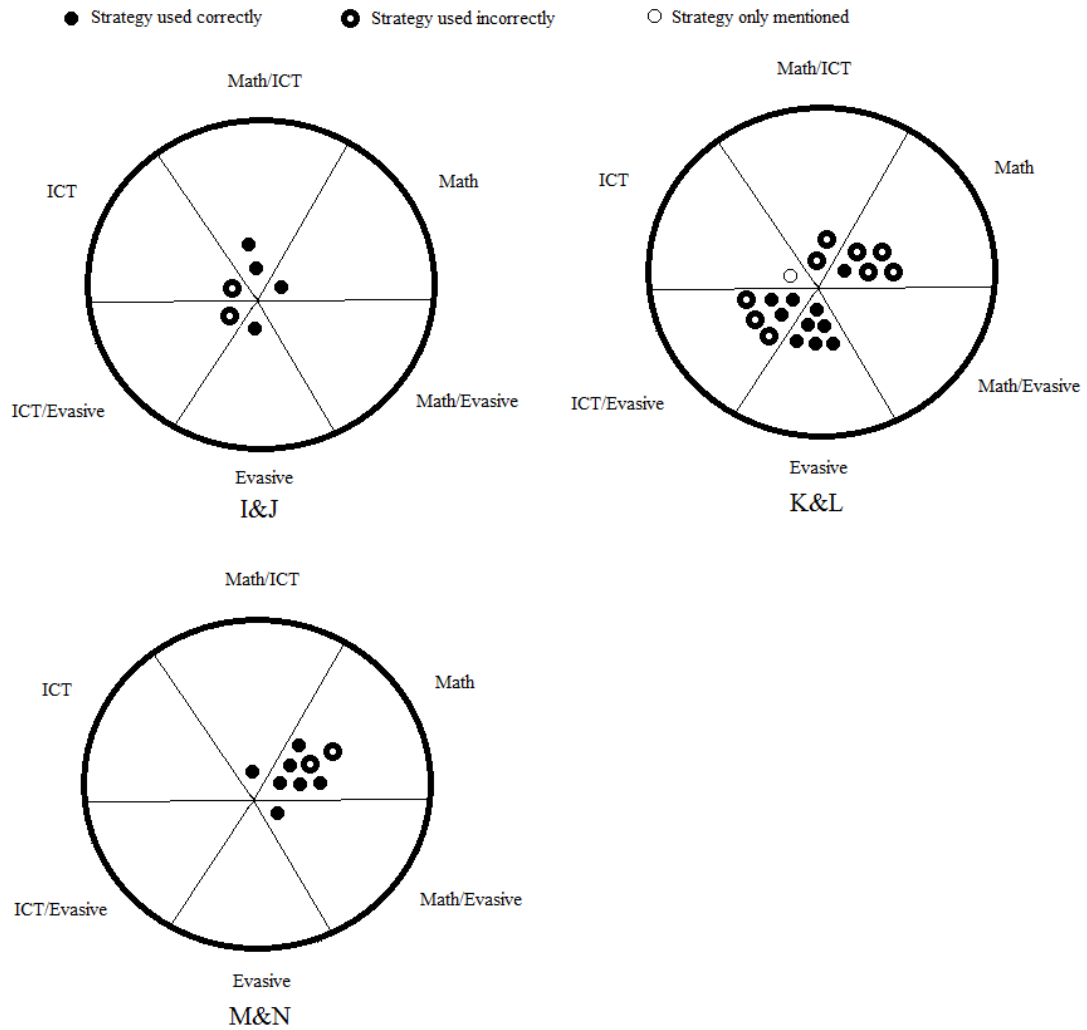 Strategy used correctly
Strategy used incorrectly
Strategy only mentioned
Math/ICT
ICT
Math
ICT/Evasive
Math/Evasive
Evasive
I&J
Math/ICT
ICT
Math
ICT/Evasive
Math/Evasive
Evasive
K&L
Math/ICT
ICT
Math
ICT/Evasive
Math/Evasive
Evasive
M&N